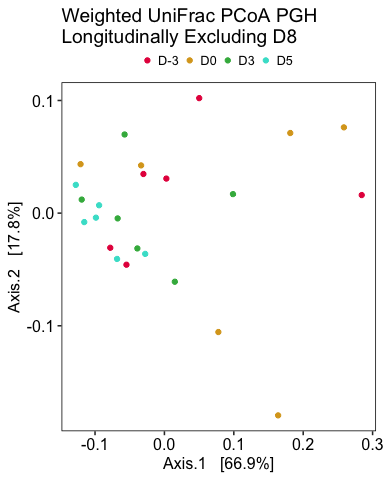 Weighted UniFrac PCoA PGH
Longitudinally Excluding D8
D-3 D0 D3 D5
0.1
0.0
-0.1
Axis.2 [17.8%]
-0.1 0.0 0.1 0.2 0.3
Axis.1 [66.9%]